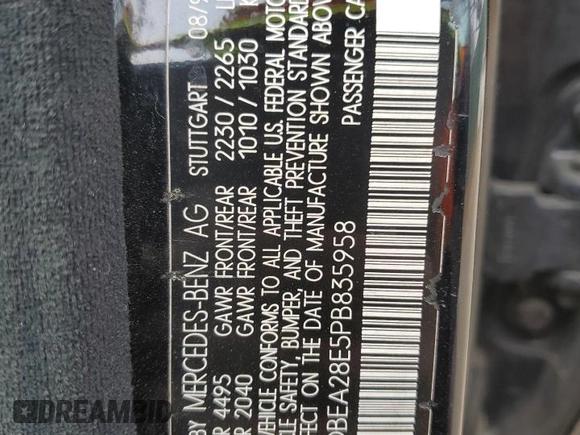 BY MERCEDES-BENZ AG STUTTGART 08/9
4495 GAWR FRONT/REAR 2230 / 2265
2040 GAWR FRONT/REAR 1010 / 1030
VEHICLE CONFORMS TO ALL APPLICABLE U.S. FEDERAL MOTOR
SAFETY, BUMPER, AND THEFT PREVENTION STANDARD
ON THE DATE OF MANUFACTURE SHOWN ABOV
DBEA28E5PB835958 PASSENGER CA
DREAMBID